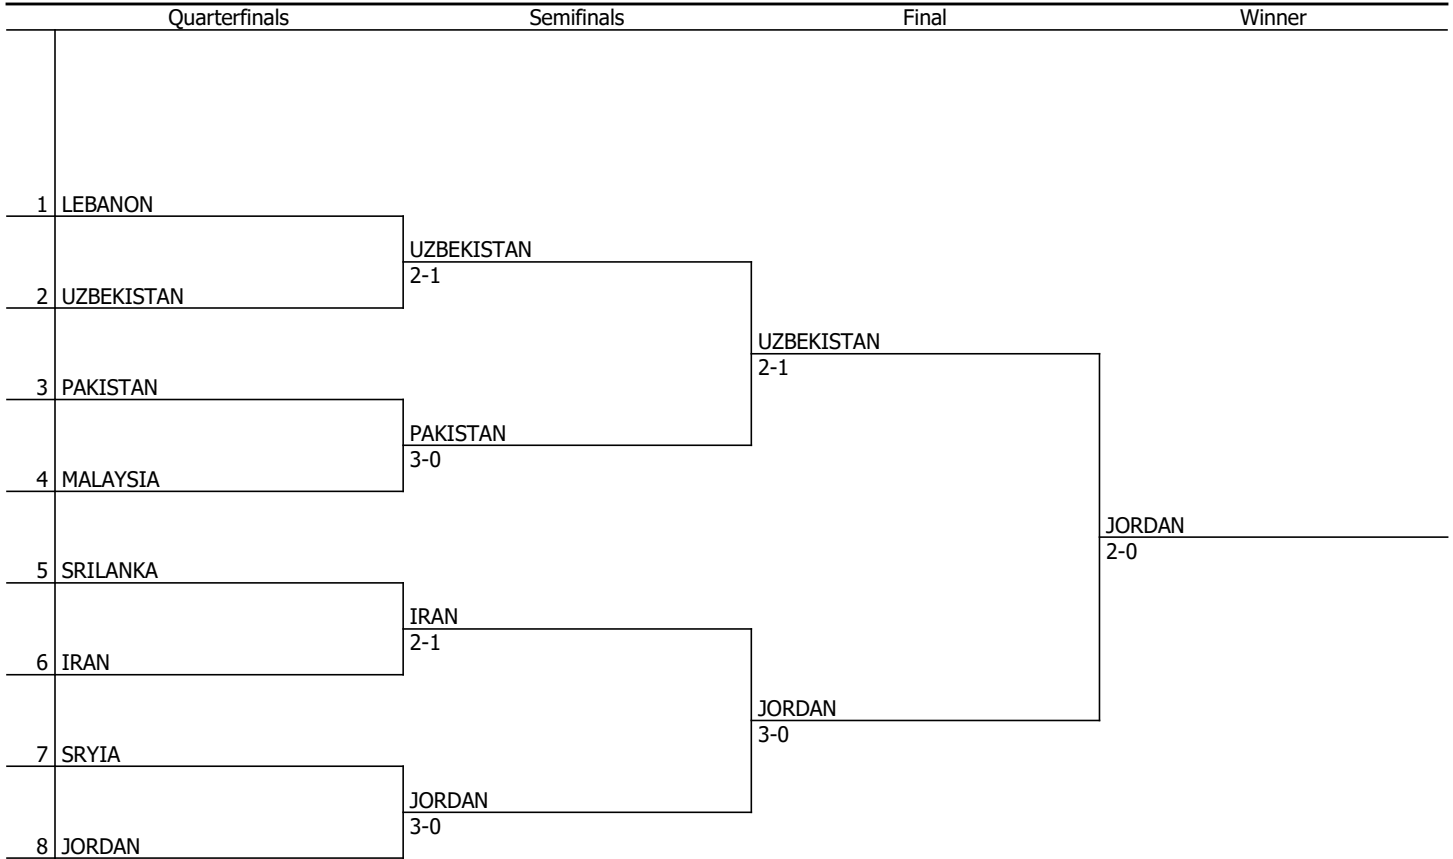 Quarterfinals Semifinals Final Winner
1 LEBANON
UZBEKISTAN
2-1
2 UZBEKISTAN
UZBEKISTAN
2-1
3 PAKISTAN
PAKISTAN
3-0
4 MALAYSIA
JORDAN
2-0
5 SRILANKA
IRAN
2-1
6 IRAN
JORDAN
3-0
7 SRYIA
JORDAN
3-0
8 JORDAN